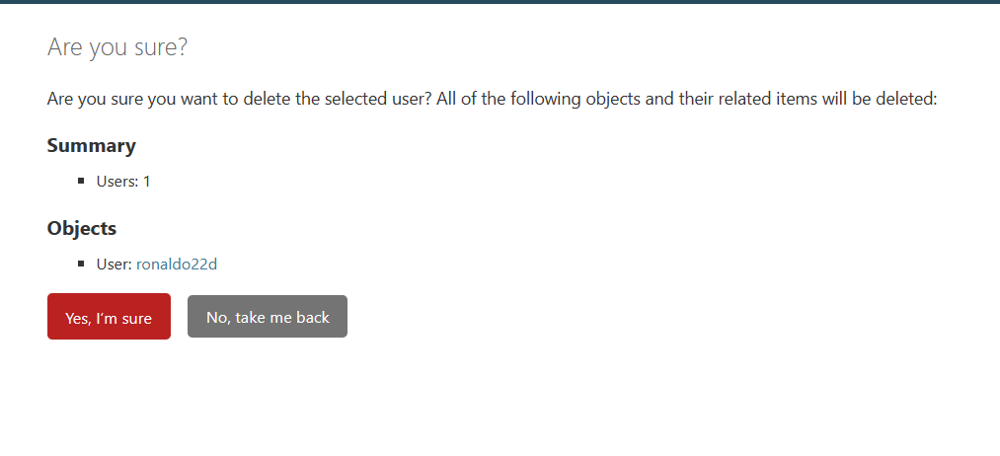 Are you sure?
Are you sure you want to delete the selected user? All of the following objects and their related items will be deleted:
Summary
Users: 1
Objects
User: ronaldo22d
Yes, I’m sure
No, take me back